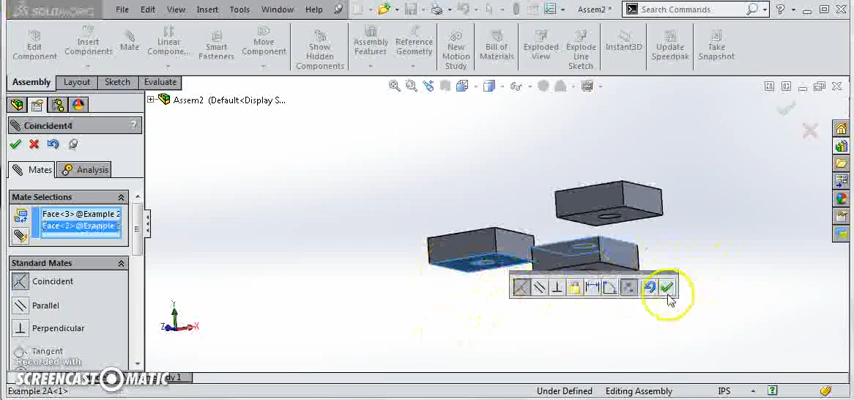 SOLIDWORKS
File Edit View Insert Tools Window Help
Assem2 *
Search Commands
Edit Component
Insert Components
Mate
Linear Component...
Smart Fasteners
Move Component
Show Hidden Components
Assembly Features
Reference Geometry
New Motion Study
Bill of Materials
Exploded View
Explode Line Sketch
Instant3D
Update Speedpak
Take Snapshot
Assembly Layout Sketch Evaluate
Assem2 (Default<Display S...
Coincident4
?
Mates Analysis
Mate Selections
Face<3>@Example 2
Face<2>@Example 2
Standard Mates
Coincident
Parallel
Perpendicular
Tangent
Y
Z X
Recorded with
SCREENCAST-O-MATIC
Example 2A<1>
Under Defined
Editing Assembly
IPS